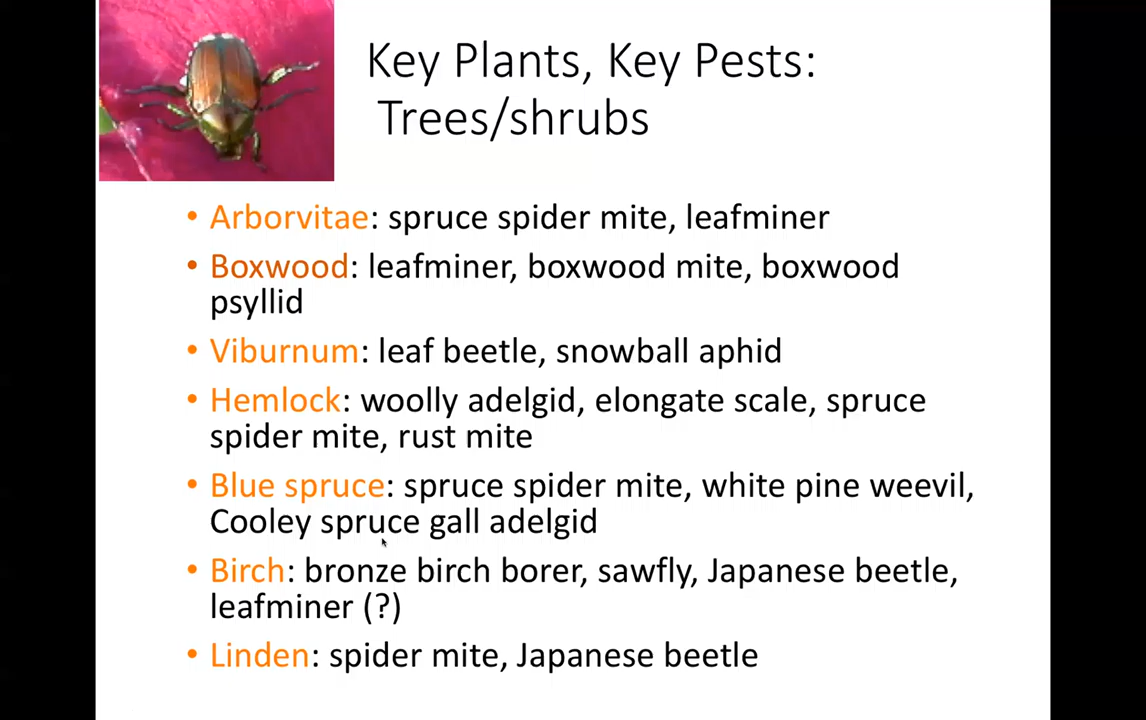 Key Plants, Key Pests:
Trees/shrubs
• Arborvitae: spruce spider mite, leafminer
• Boxwood: leafminer, boxwood mite, boxwood
psyllid
• Viburnum: leaf beetle, snowball aphid
• Hemlock: woolly adelgid, elongate scale, spruce
spider mite, rust mite
• Blue spruce: spruce spider mite, white pine weevil,
Cooley spruce gall adelgid
• Birch: bronze birch borer, sawfly, Japanese beetle,
leafminer (?)
• Linden: spider mite, Japanese beetle